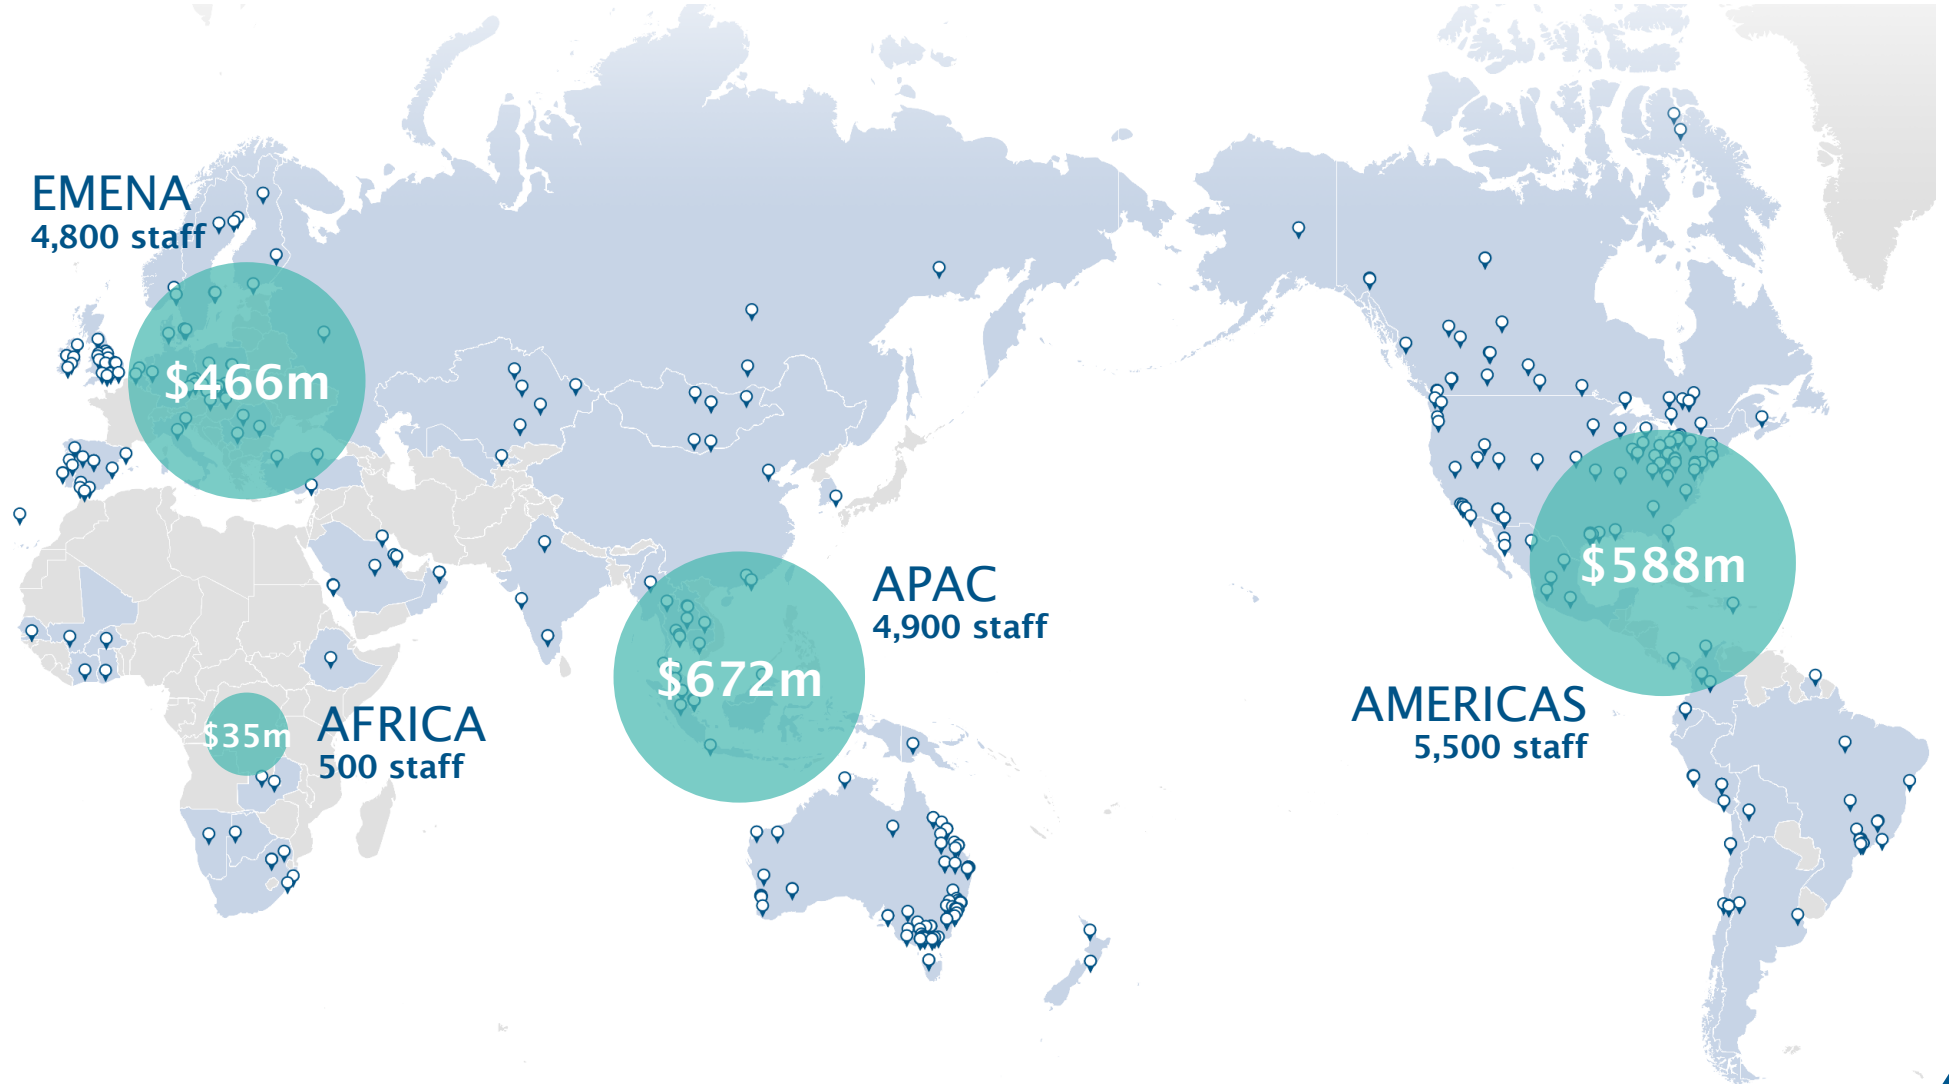 EMENA
4,800 staff
$466m
APAC
4,900 staff
$672m
$588m
AMERICAS
5,500 staff
AFRICA
500 staff
$35m